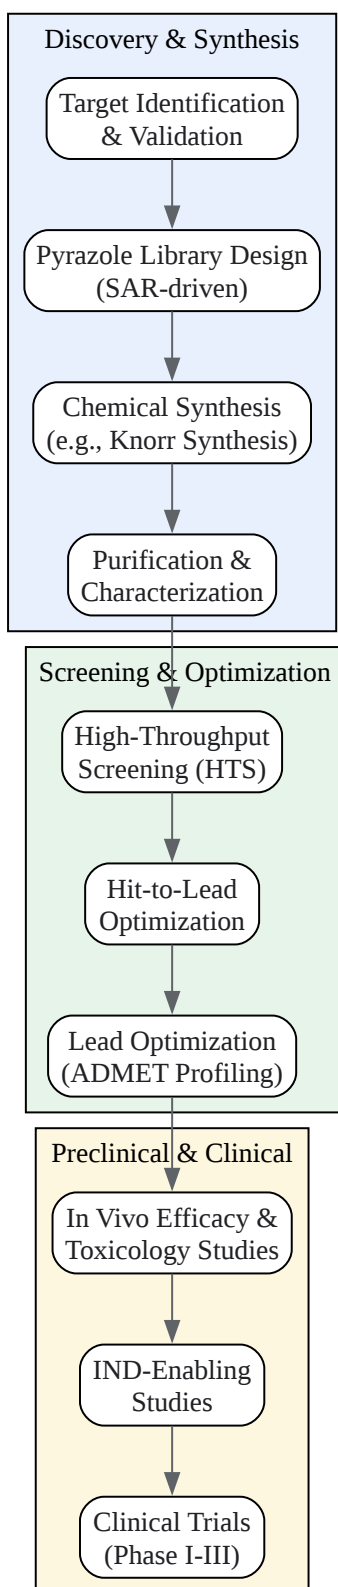 Discovery & Synthesis
Target Identification
& Validation
Pyrazole Library Design
(SAR-driven)
Chemical Synthesis
(e.g., Knorr Synthesis)
Purification &
Characterization
Screening & Optimization
High-Throughput
Screening (HTS)
Hit-to-Lead
Optimization
Lead Optimization
(ADMET Profiling)
Preclinical & Clinical
In Vivo Efficacy &
Toxicology Studies
IND-Enabling
Studies
Clinical Trials
(Phase I-III)